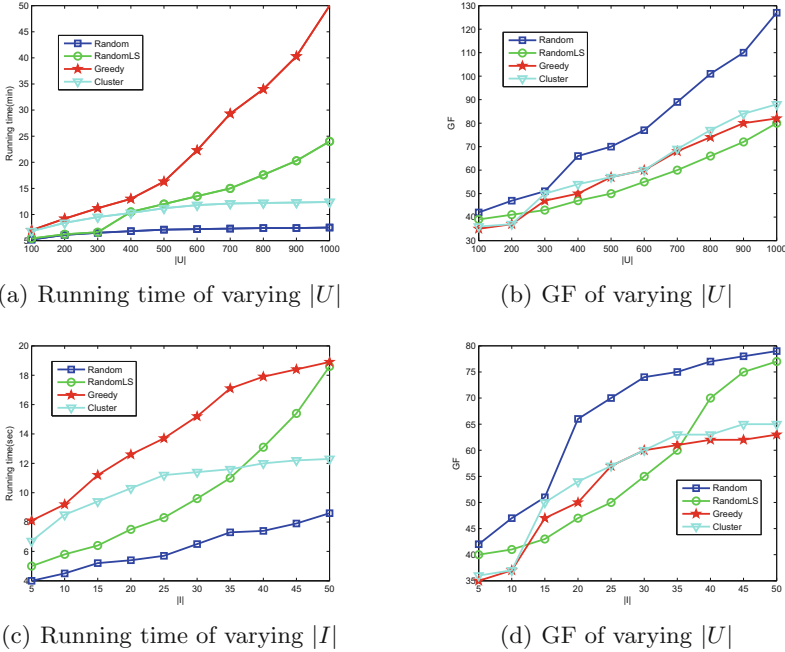 50
45
40
35
30
25
20
15
10
5
Running time(min)
Random
RandomLS
Greedy
Cluster
100 200 300 400 500 600 700 800 900 1000
|U|
130
120
110
100
90
80
70
60
50
40
30
GF
Random
RandomLS
Greedy
Cluster
100 200 300 400 500 600 700 800 900 1000
|U|
(a) Running time of varying |U|
(b) GF of varying |U|
20
18
16
14
12
10
8
6
4
Running time(sec)
Random
RandomLS
Greedy
Cluster
5 10 15 20 25 30 35 40 45 50
|I|
80
75
70
65
60
55
50
45
40
35
GF
Random
RandomLS
Greedy
Cluster
5 10 15 20 25 30 35 40 45 50
|I|
(c) Running time of varying |I|
(d) GF of varying |U|